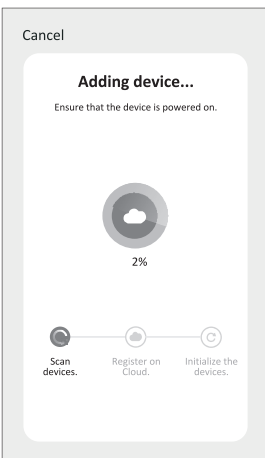 Cancel
Adding device...
Ensure that the device is powered on.
2%
Scan
devices.
Register on
Cloud.
Initialize the
devices.